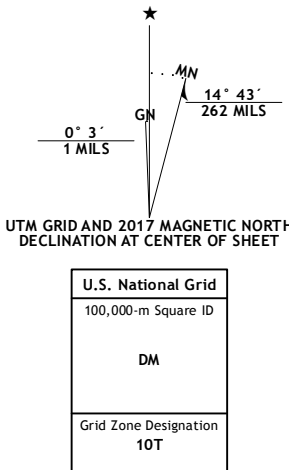 MN
GN
14° 43´
262 MILS
0° 3´
1 MILS
UTM GRID AND 2017 MAGNETIC NORTH
DECLINATION AT CENTER OF SHEET
U.S. National Grid
100,000-m Square ID
DM
Grid Zone Designation
10T